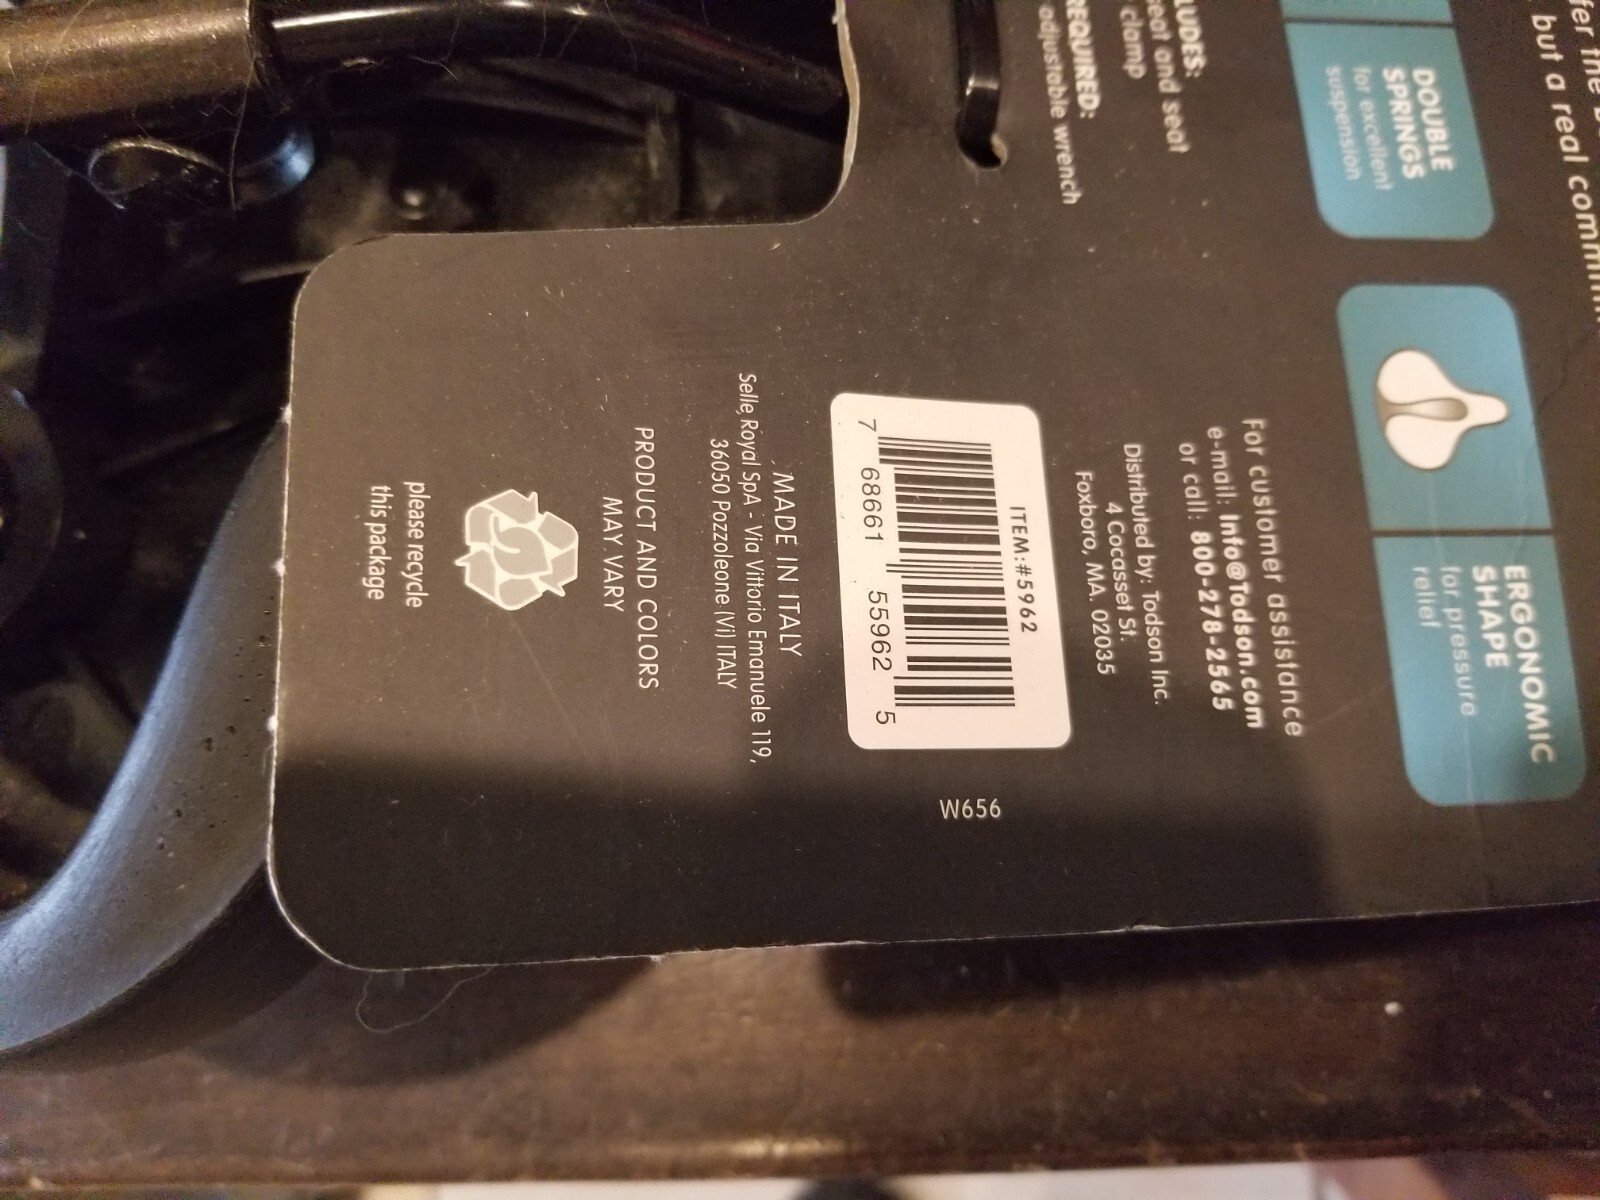 fer the
but a real comm
DOUBLE
SPRINGS
for excellent
suspension
ERGONOMIC
SHAPE
for pressure
relief
LUDES:
seat and seat
clamp
REQUIRED:
adjustable wrench
For customer assistance
e-mail: Info@Todson.com
or call: 800-278-2565
Distributed by: Todson Inc.
4 Cocasset St.
Foxboro, MA. 02035
ITEM:#5962
7 68661 55962 5
W656
MADE IN ITALY
Selle Royal SpA - Via Vittorio Emanuele 119,
36050 Pozzoleone (VI) ITALY
PRODUCT AND COLORS
MAY VARY
please recycle
this package